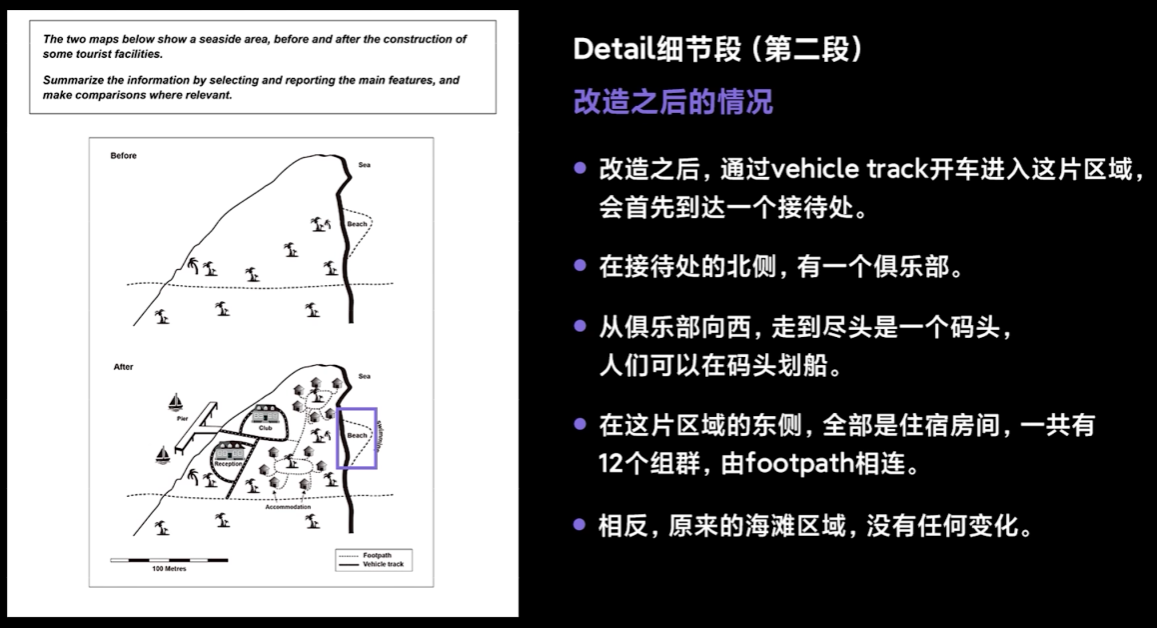 The two maps below show a seaside area, before and after the construction of
some tourist facilities.
Summarize the information by selecting and reporting the main features, and
make comparisons where relevant.
Before
Sea
Beach
After
Sea
Pier
Club
Beach
swimming
Reception
Accommodation
100 Metres
Footpath
Vehicle track
Detail细节段（第二段）
改造之后的情况
改造之后，通过vehicle track开车进入这片区域，
会首先到达一个接待处。
在接待处的北侧，有一个俱乐部。
从俱乐部向西，走到尽头是一个码头，
人们可以在码头划船。
在这片区域的东侧，全部是住宿房间，一共有
12个组群，由footpath相连。
相反，原来的海滩区域，没有任何变化。